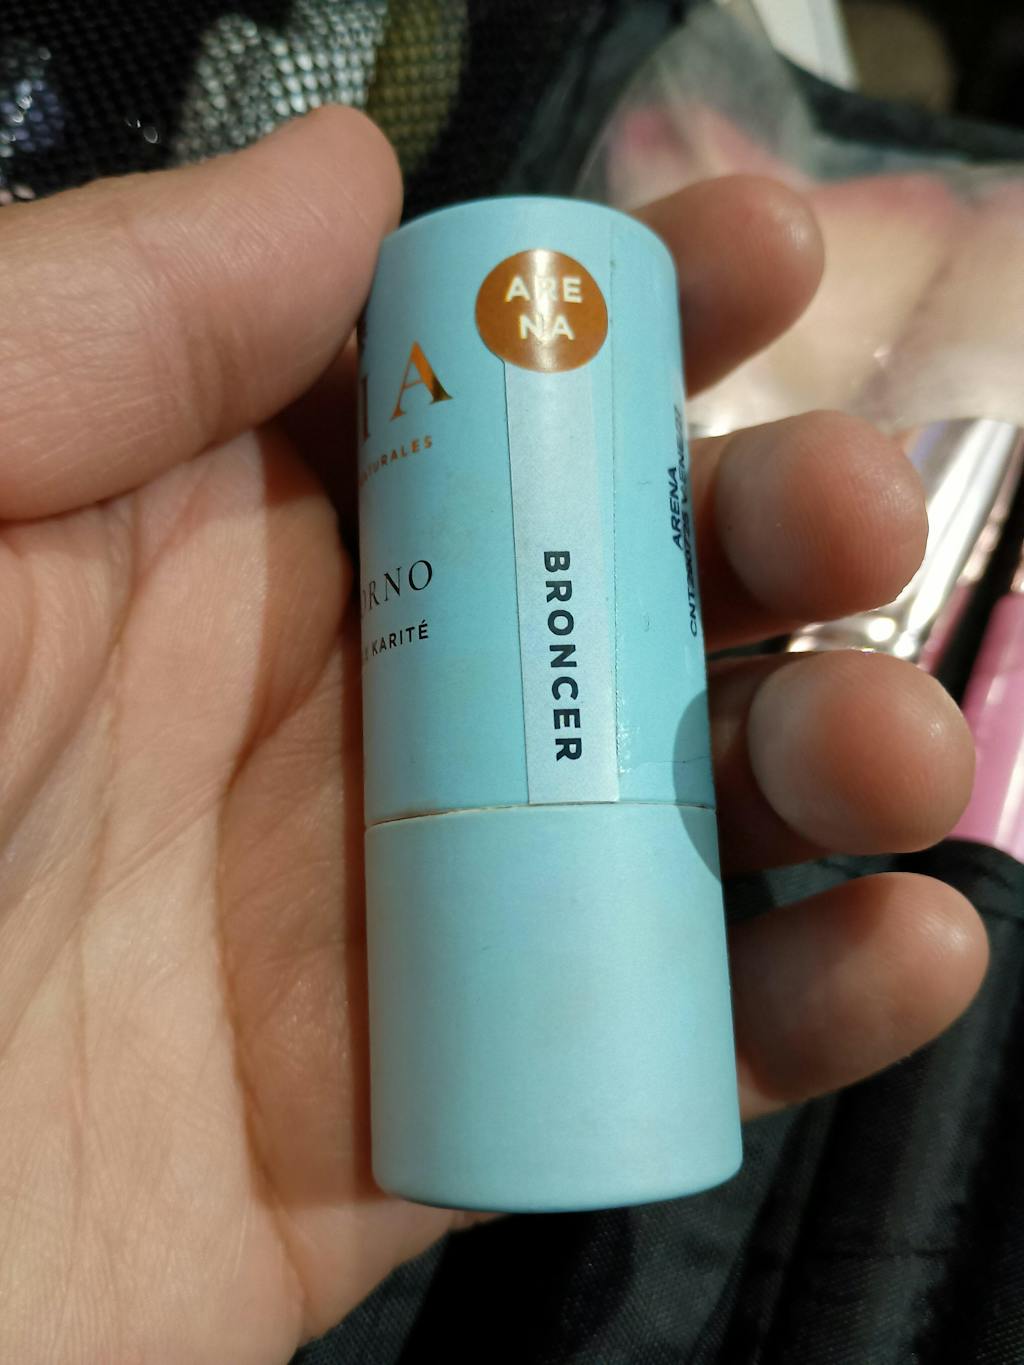 ARE
NA
IA
NATURALES
ORNO
KARITÉ
BRONCER
ARENA